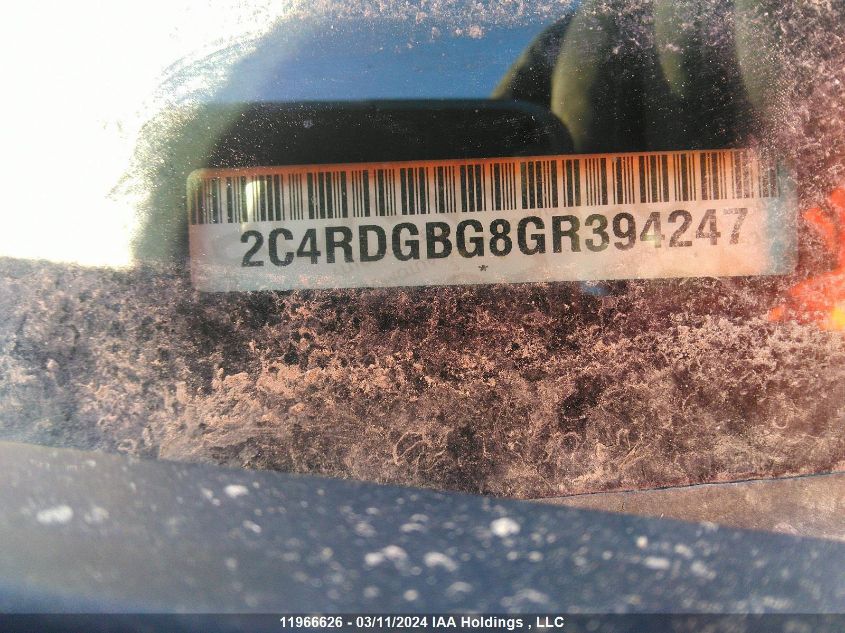 2C4RDGBG8GR394247
*
11966626 - 03/11/2024 IAA Holdings , LLC